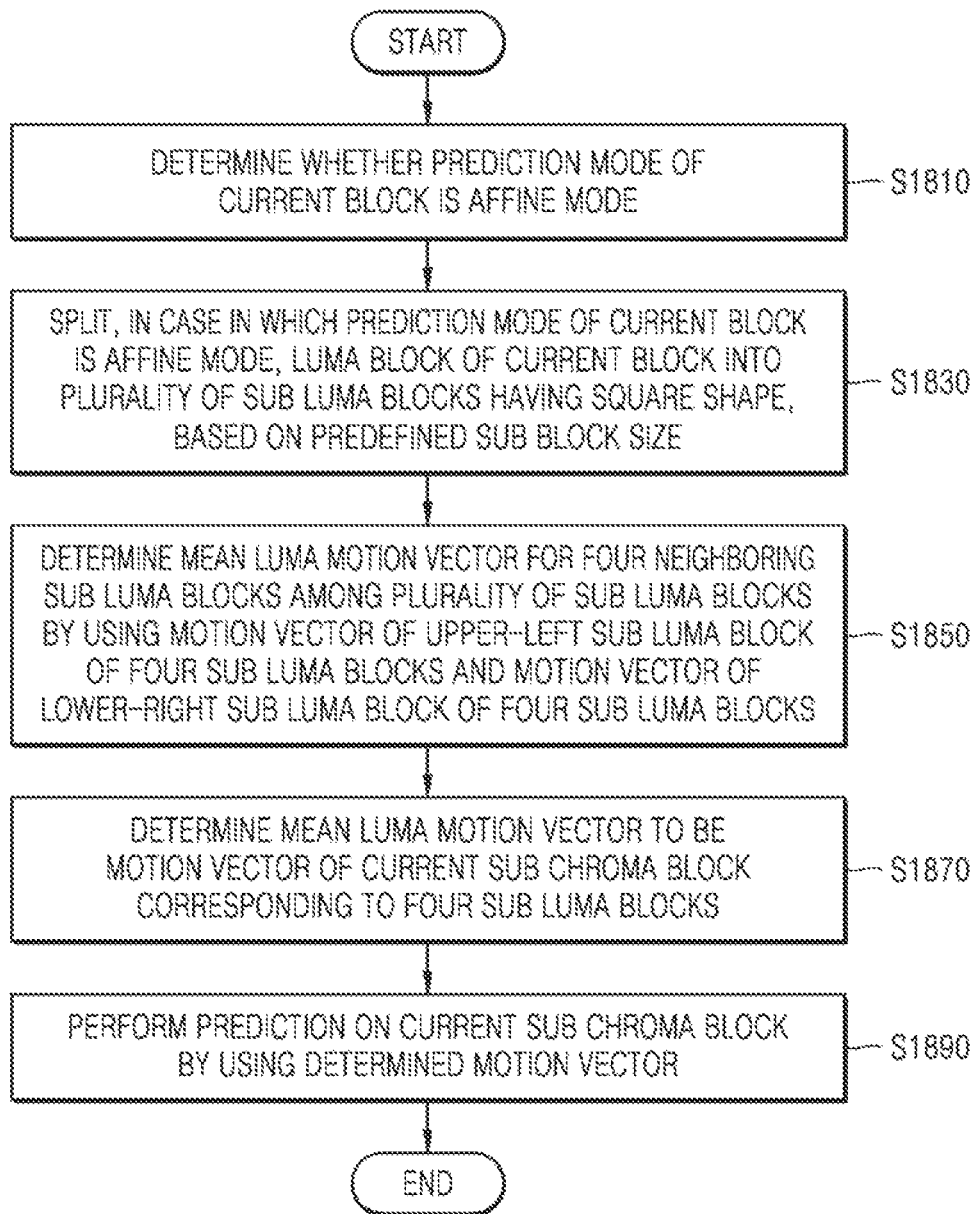 START
DETERMINE WHETHER PREDICTION MODE OF
CURRENT BLOCK IS AFFINE MODE
S1810
SPLIT, IN CASE IN WHICH PREDICTION MODE OF CURRENT BLOCK
IS AFFINE MODE, LUMA BLOCK OF CURRENT BLOCK INTO
PLURALITY OF SUB LUMA BLOCKS HAVING SQUARE SHAPE,
BASED ON PREDEFINED SUB BLOCK SIZE
S1830
DETERMINE MEAN LUMA MOTION VECTOR FOR FOUR NEIGHBORING
SUB LUMA BLOCKS AMONG PLURALITY OF SUB LUMA BLOCKS
BY USING MOTION VECTOR OF UPPER-LEFT SUB LUMA BLOCK
OF FOUR SUB LUMA BLOCKS AND MOTION VECTOR OF
LOWER-RIGHT SUB LUMA BLOCK OF FOUR SUB LUMA BLOCKS
S1850
DETERMINE MEAN LUMA MOTION VECTOR TO BE
MOTION VECTOR OF CURRENT SUB CHROMA BLOCK
CORRESPONDING TO FOUR SUB LUMA BLOCKS
S1870
PERFORM PREDICTION ON CURRENT SUB CHROMA BLOCK
BY USING DETERMINED MOTION VECTOR
S1890
END